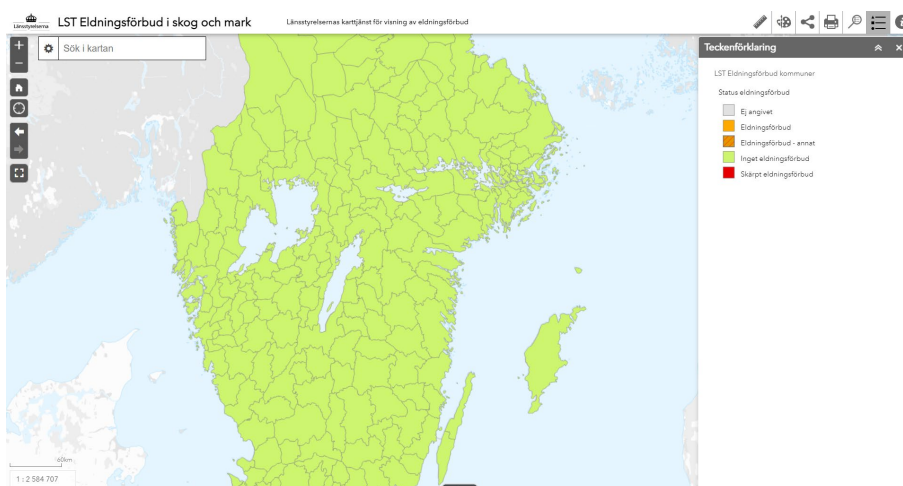 Länsstyrelserna
LST Eldningsförbud i skog och mark
Länsstyrelsernas karttjänst för visning av eldningsförbud
+
Sök i kartan
−
Teckenförklaring
LST Eldningsförbud kommuner
Status eldningsförbud
Ej angivet
Eldningsförbud
Eldningsförbud - annat
Inget eldningsförbud
Skärpt eldningsförbud
60km
1 : 2 584 707